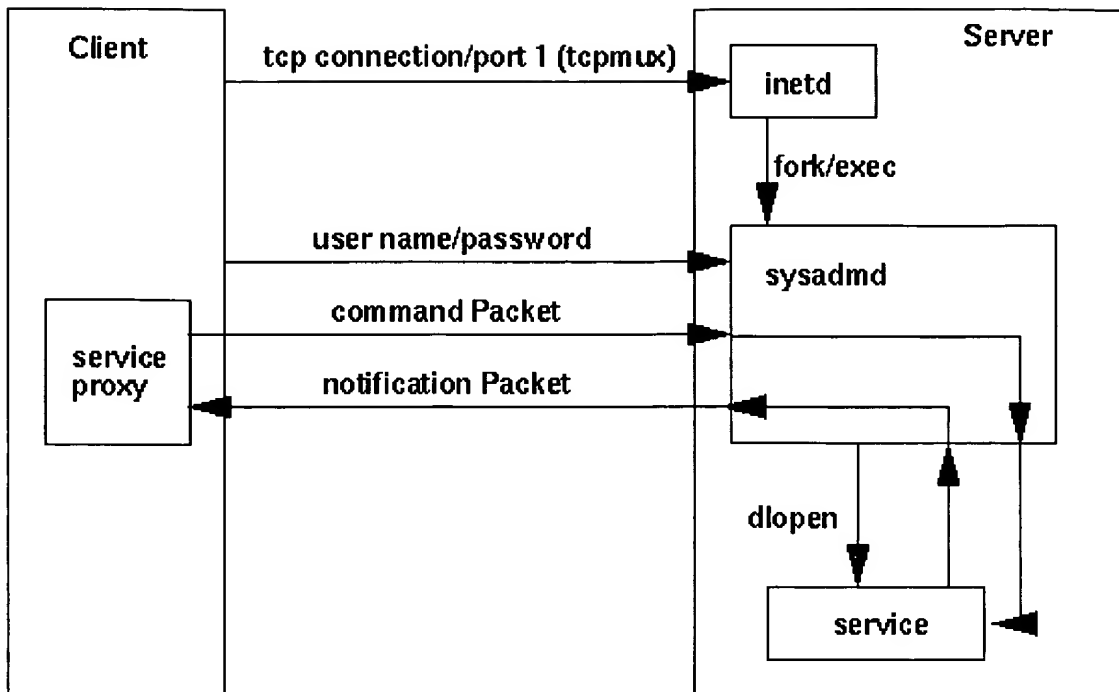 Client
Server
tcp connection/port 1 (tcpmux)
inetd
fork/exec
user name/password
sysadmd
command Packet
service
proxy
notification Packet
dlopen
service